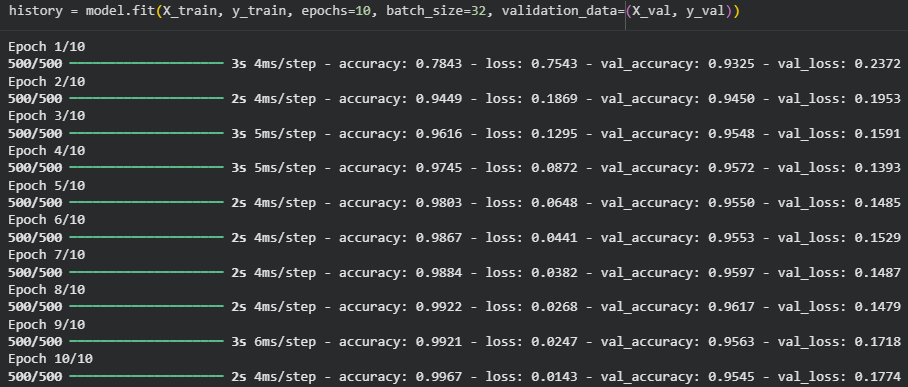 history = model.fit(X_train, y_train, epochs=10, batch_size=32, validation_data=(X_val, y_val))
Epoch 1/10
500/500 ━━━━━━━━━━━━━━━━━━━━ 3s 4ms/step - accuracy: 0.7843 - loss: 0.7543 - val_accuracy: 0.9325 - val_loss: 0.2372
Epoch 2/10
500/500 ━━━━━━━━━━━━━━━━━━━━ 2s 4ms/step - accuracy: 0.9449 - loss: 0.1869 - val_accuracy: 0.9450 - val_loss: 0.1953
Epoch 3/10
500/500 ━━━━━━━━━━━━━━━━━━━━ 3s 5ms/step - accuracy: 0.9616 - loss: 0.1295 - val_accuracy: 0.9548 - val_loss: 0.1591
Epoch 4/10
500/500 ━━━━━━━━━━━━━━━━━━━━ 3s 5ms/step - accuracy: 0.9745 - loss: 0.0872 - val_accuracy: 0.9572 - val_loss: 0.1393
Epoch 5/10
500/500 ━━━━━━━━━━━━━━━━━━━━ 2s 4ms/step - accuracy: 0.9803 - loss: 0.0648 - val_accuracy: 0.9550 - val_loss: 0.1485
Epoch 6/10
500/500 ━━━━━━━━━━━━━━━━━━━━ 2s 4ms/step - accuracy: 0.9867 - loss: 0.0441 - val_accuracy: 0.9553 - val_loss: 0.1529
Epoch 7/10
500/500 ━━━━━━━━━━━━━━━━━━━━ 2s 4ms/step - accuracy: 0.9884 - loss: 0.0382 - val_accuracy: 0.9597 - val_loss: 0.1487
Epoch 8/10
500/500 ━━━━━━━━━━━━━━━━━━━━ 2s 4ms/step - accuracy: 0.9922 - loss: 0.0268 - val_accuracy: 0.9617 - val_loss: 0.1479
Epoch 9/10
500/500 ━━━━━━━━━━━━━━━━━━━━ 3s 6ms/step - accuracy: 0.9921 - loss: 0.0247 - val_accuracy: 0.9563 - val_loss: 0.1718
Epoch 10/10
500/500 ━━━━━━━━━━━━━━━━━━━━ 2s 4ms/step - accuracy: 0.9967 - loss: 0.0143 - val_accuracy: 0.9545 - val_loss: 0.1774